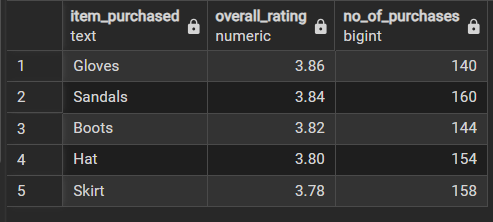 item_purchased overall_rating no_of_purchases
text numeric bigint
1 Gloves 3.86 140
2 Sandals 3.84 160
3 Boots 3.82 144
4 Hat 3.80 154
5 Skirt 3.78 158